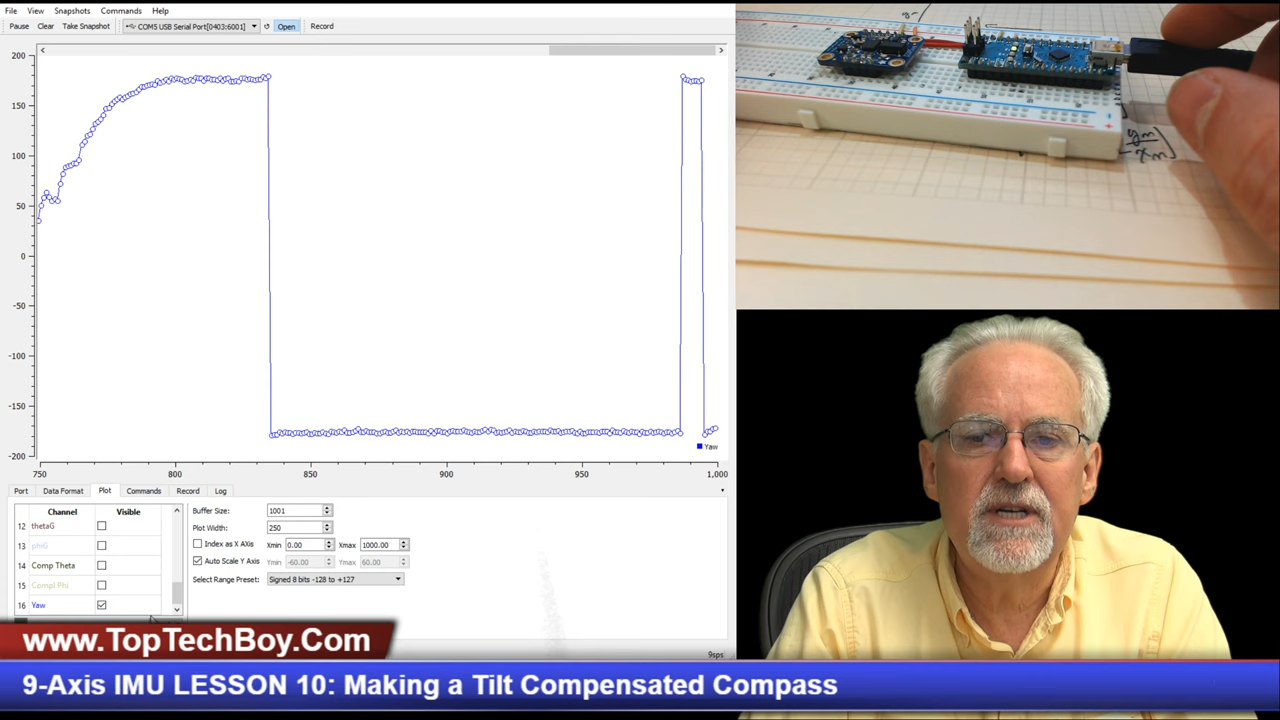 File View Snapshots Commands Help
Pause Clear Take Snapshot COM5 USB Serial Port[0403:6001] Open Record
200
150
100
50
0
-50
-100
-150
-200
750 800 850 900 950 1,000
Yaw
Port Data Format Plot Commands Record Log
Channel Visible
12 thetaG
13 phiG
14 Comp Theta
15 Compl Phi
16 Yaw
Buffer Size: 1001
Plot Width: 250
Index as X AXis Xmin 0.00 Xmax 1000.00
Auto Scale Y Axis Ymin -60.00 Ymax 60.00
Select Range Preset: Signed 8 bits -128 to +127
9sps
ym
xm
www.TopTechBoy.Com
9-Axis IMU LESSON 10: Making a Tilt Compensated Compass